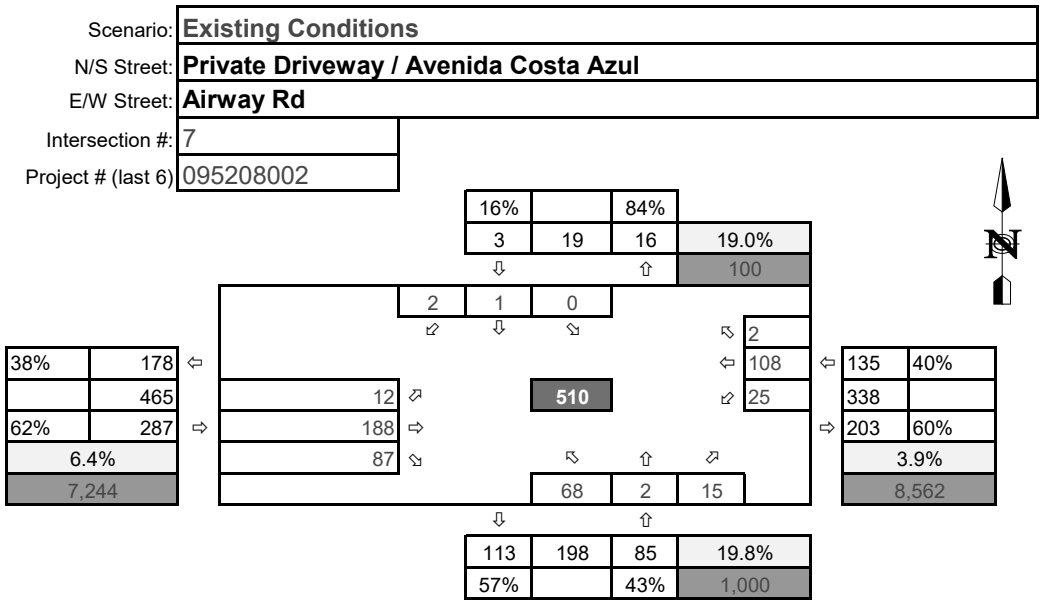 Scenario: Existing Conditions
N/S Street: Private Driveway / Avenida Costa Azul
E/W Street: Airway Rd
Intersection #: 7
Project # (last 6) 095208002
N
16% 84%
3 19 16 19.0%
⇩ ⇧ 100
2 1 0
⬃ ⇩ ⬂
⬁ 2
38% 178 ⇦ ⇦ 108 ⇦ 135 40%
465 12 ⬀ 510 ⬃ 25 338
62% 287 ⇨ 188 ⇨ ⇨ 203 60%
6.4% 87 ⬂ ⬁ ⇧ ⬀ 3.9%
7,244 68 2 15 8,562
⇩ ⇧
113 198 85 19.8%
57% 43% 1,000